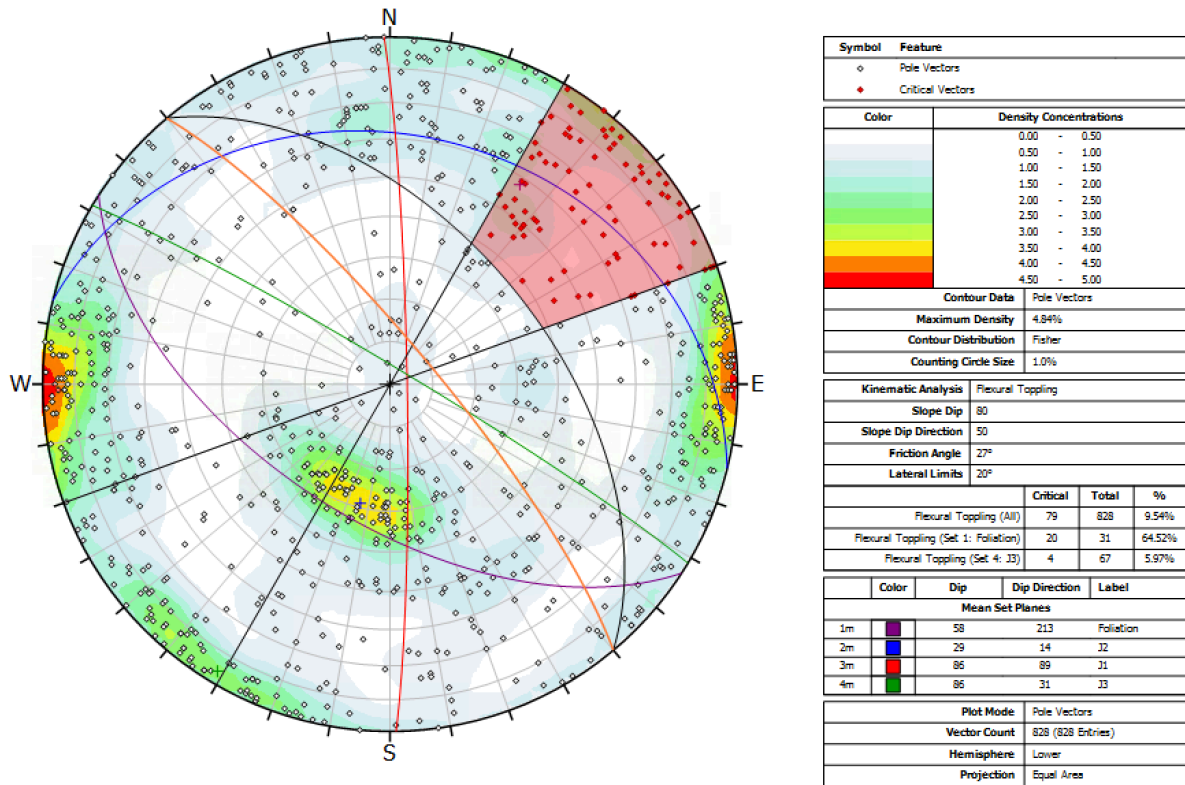 N
W
E
S
Symbol Feature
Pole Vectors
Critical Vectors
Color Density Concentrations
0.00 - 0.50
0.50 - 1.00
1.00 - 1.50
1.50 - 2.00
2.00 - 2.50
2.50 - 3.00
3.00 - 3.50
3.50 - 4.00
4.00 - 4.50
4.50 - 5.00
Contour Data Pole Vectors
Maximum Density 4.84%
Contour Distribution Fisher
Counting Circle Size 1.0%
Kinematic Analysis Flexural Toppling
Slope Dip 80
Slope Dip Direction 50
Friction Angle 27°
Lateral Limits 20°
Critical Total %
Flexural Toppling (All) 79 828 9.54%
Flexural Toppling (Set 1: Foliation) 20 31 64.52%
Flexural Toppling (Set 4: J3) 4 67 5.97%
Color Dip Dip Direction Label
Mean Set Planes
1m 58 213 Foliation
2m 29 14 J2
3m 86 89 J1
4m 86 31 J3
Plot Mode Pole Vectors
Vector Count 828 (828 Entries)
Hemisphere Lower
Projection Equal Area